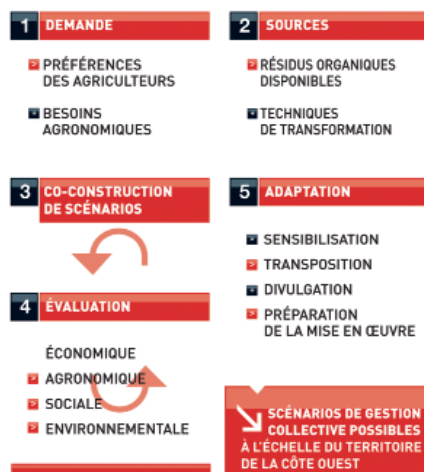 1 DEMANDE
PRÉFÉRENCES
DES AGRICULTEURS
BESOINS
AGRONOMIQUES
2 SOURCES
RÉSIDUS ORGANIQUES
DISPONIBLES
TECHNIQUES
DE TRANSFORMATION
3 CO-CONSTRUCTION
DE SCÉNARIOS
4 ÉVALUATION
ÉCONOMIQUE
AGRONOMIQUE
SOCIALE
ENVIRONNEMENTALE
5 ADAPTATION
SENSIBILISATION
TRANSPOSITION
DIVULGATION
PRÉPARATION
DE LA MISE EN ŒUVRE
SCÉNARIOS DE GESTION
COLLECTIVE POSSIBLES
À L'ÉCHELLE DU TERRITOIRE
DE LA CÔTE OUEST